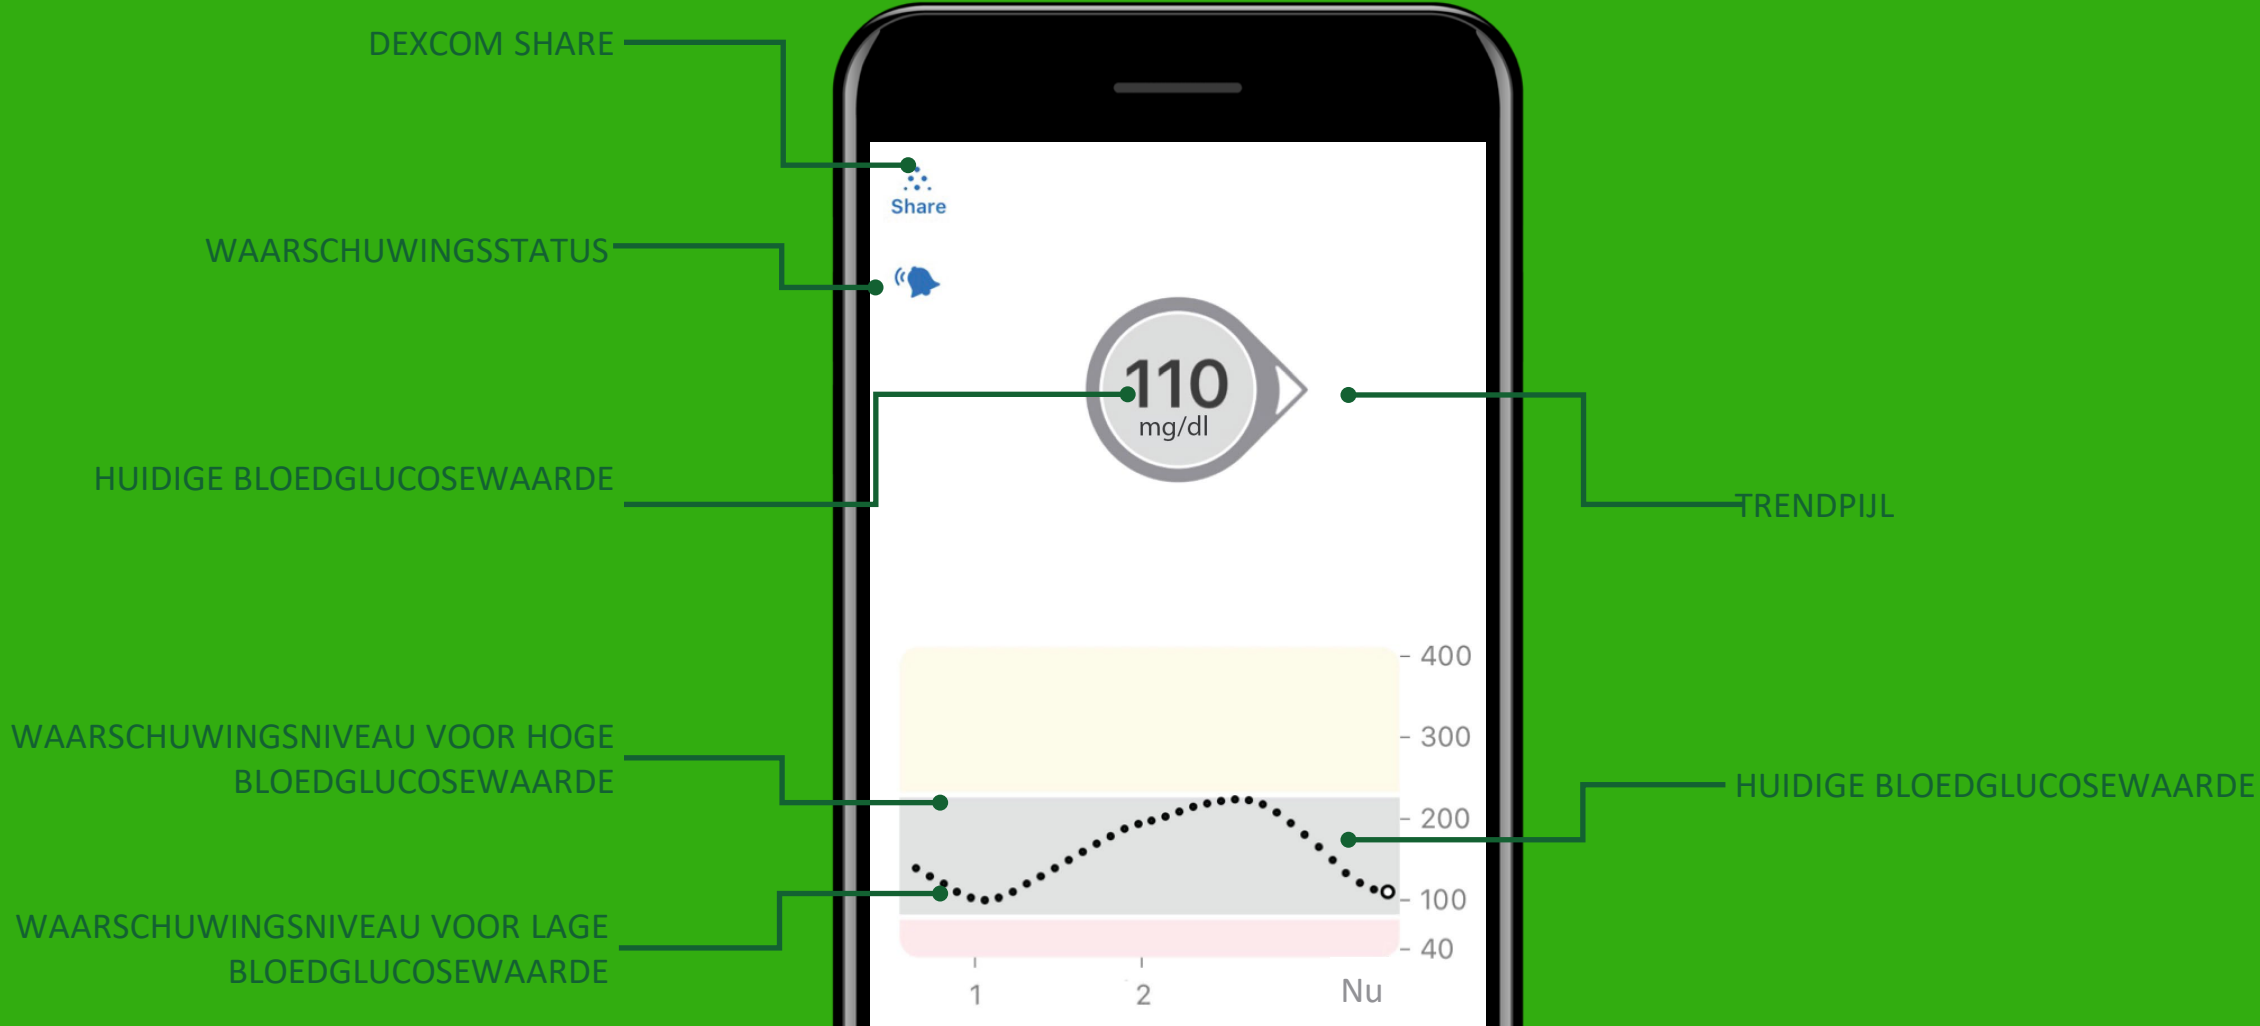 DEXCOM SHARE
Share
WAARSCHUWINGSSTATUS
110
mg/dl
HUIDIGE BLOEDGLUCOSEWAARDE
TRENDPIJL
400
300
WAARSCHUWINGSNIVEAU VOOR HOGE
BLOEDGLUCOSEWAARDE
HUIDIGE BLOEDGLUCOSEWAARDE
200
100
WAARSCHUWINGSNIVEAU VOOR LAGE
BLOEDGLUCOSEWAARDE
40
1
2
Nu